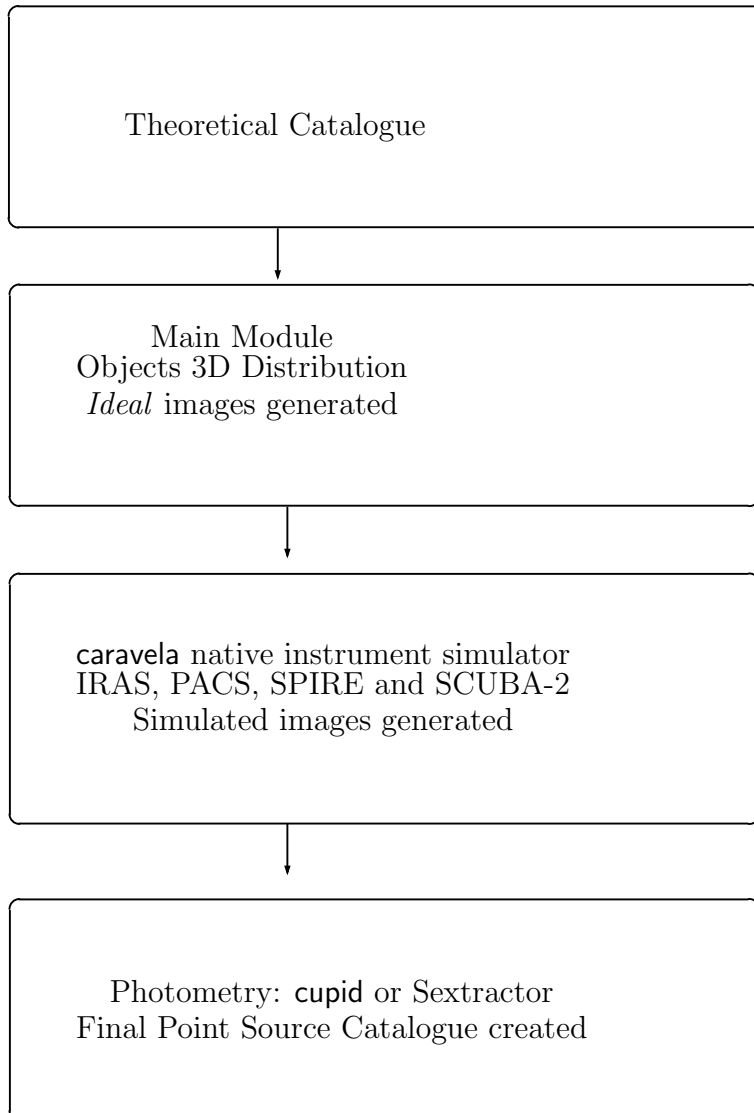 Theoretical Catalogue
Main Module
Objects 3D Distribution
Ideal images generated
caravela native instrument simulator
IRAS, PACS, SPIRE and SCUBA-2
Simulated images generated
Photometry: cupid or Sextractor
Final Point Source Catalogue created